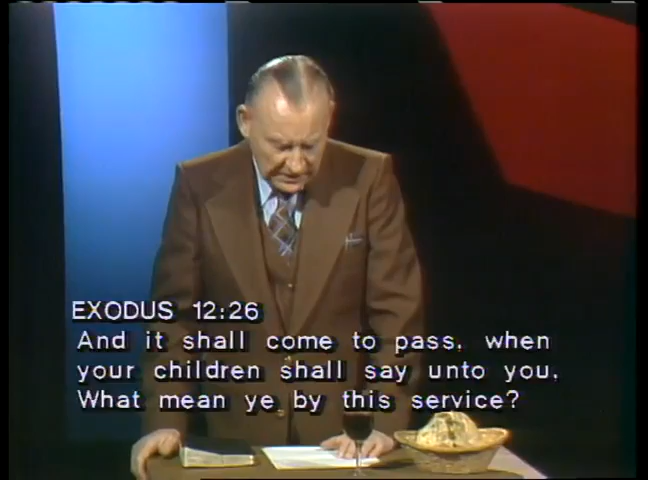 EXODUS 12:26
And it shall come to pass, when
your children shall say unto you,
What mean ye by this service?